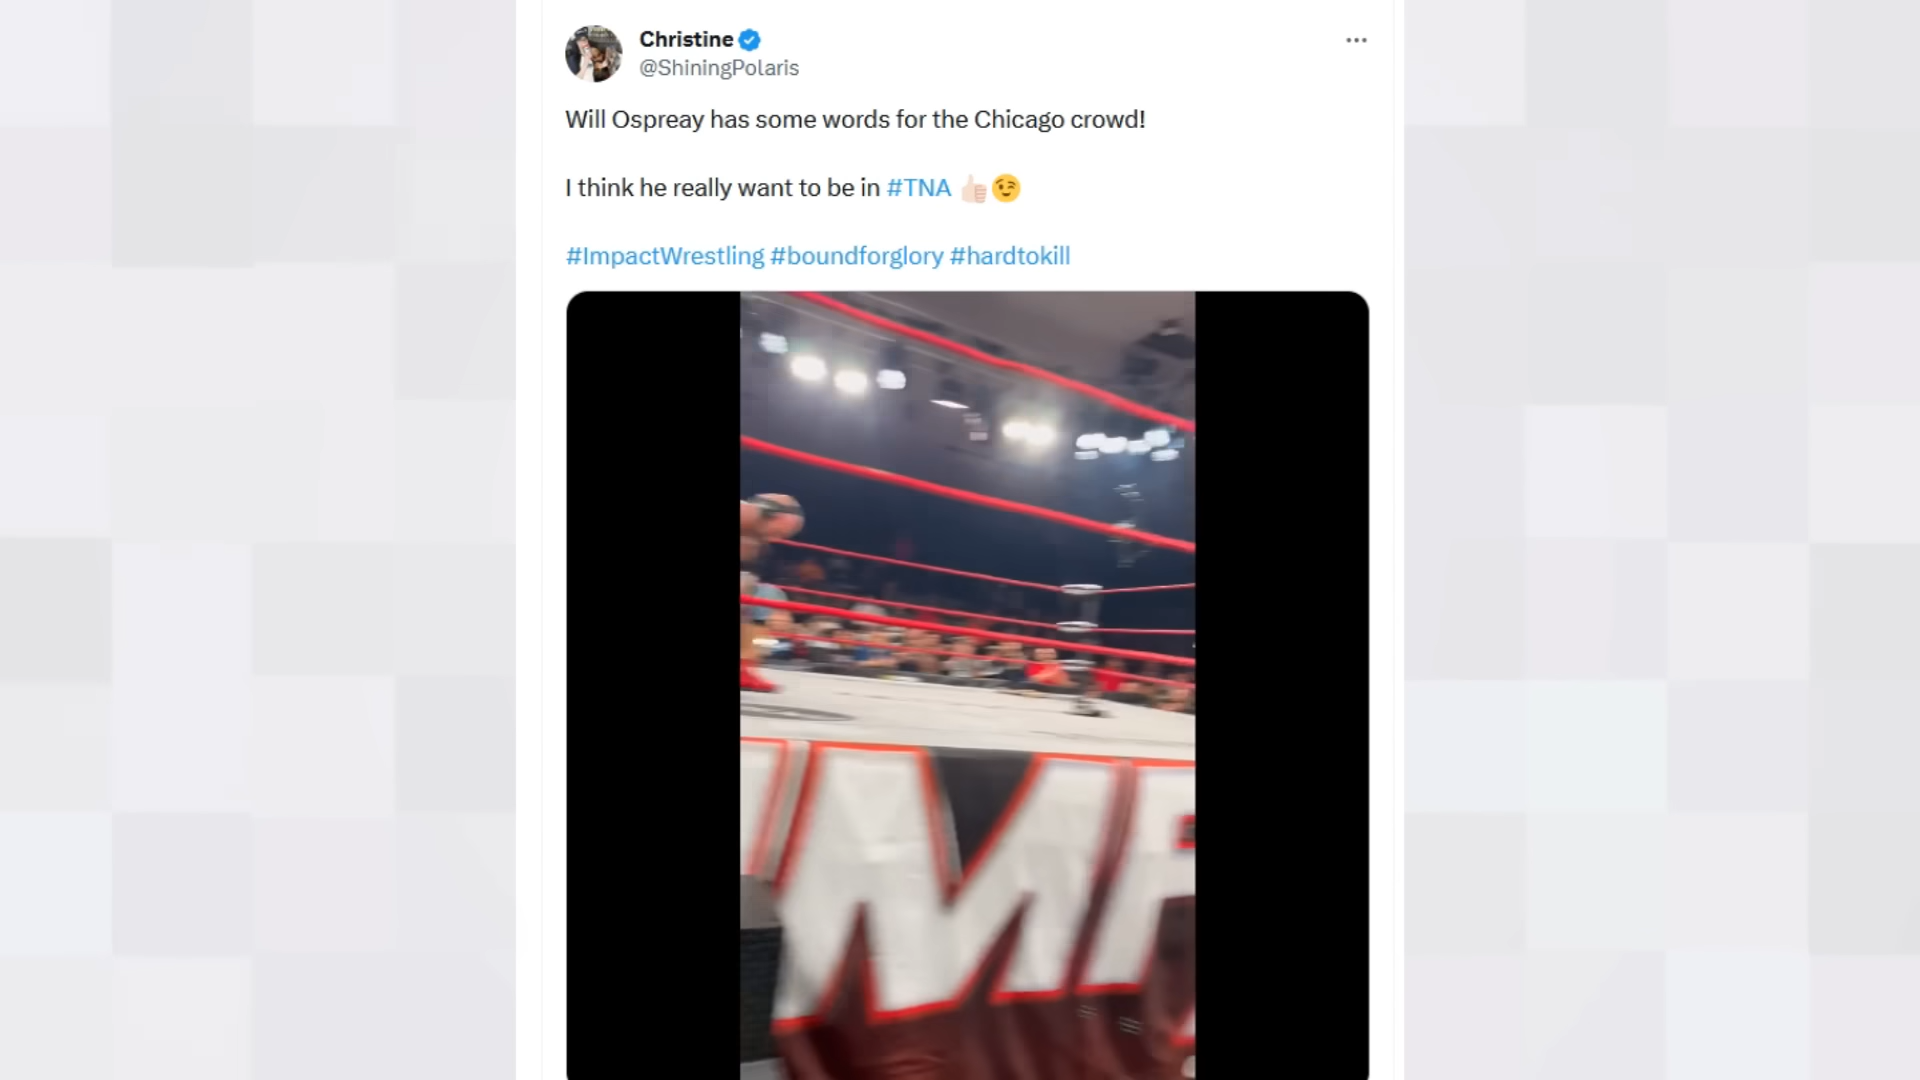 Christine
@ShiningPolaris
Will Ospreay has some words for the Chicago crowd!
I think he really want to be in #TNA 👍🏻😉
#ImpactWrestling #boundforglory #hardtokill
IMP